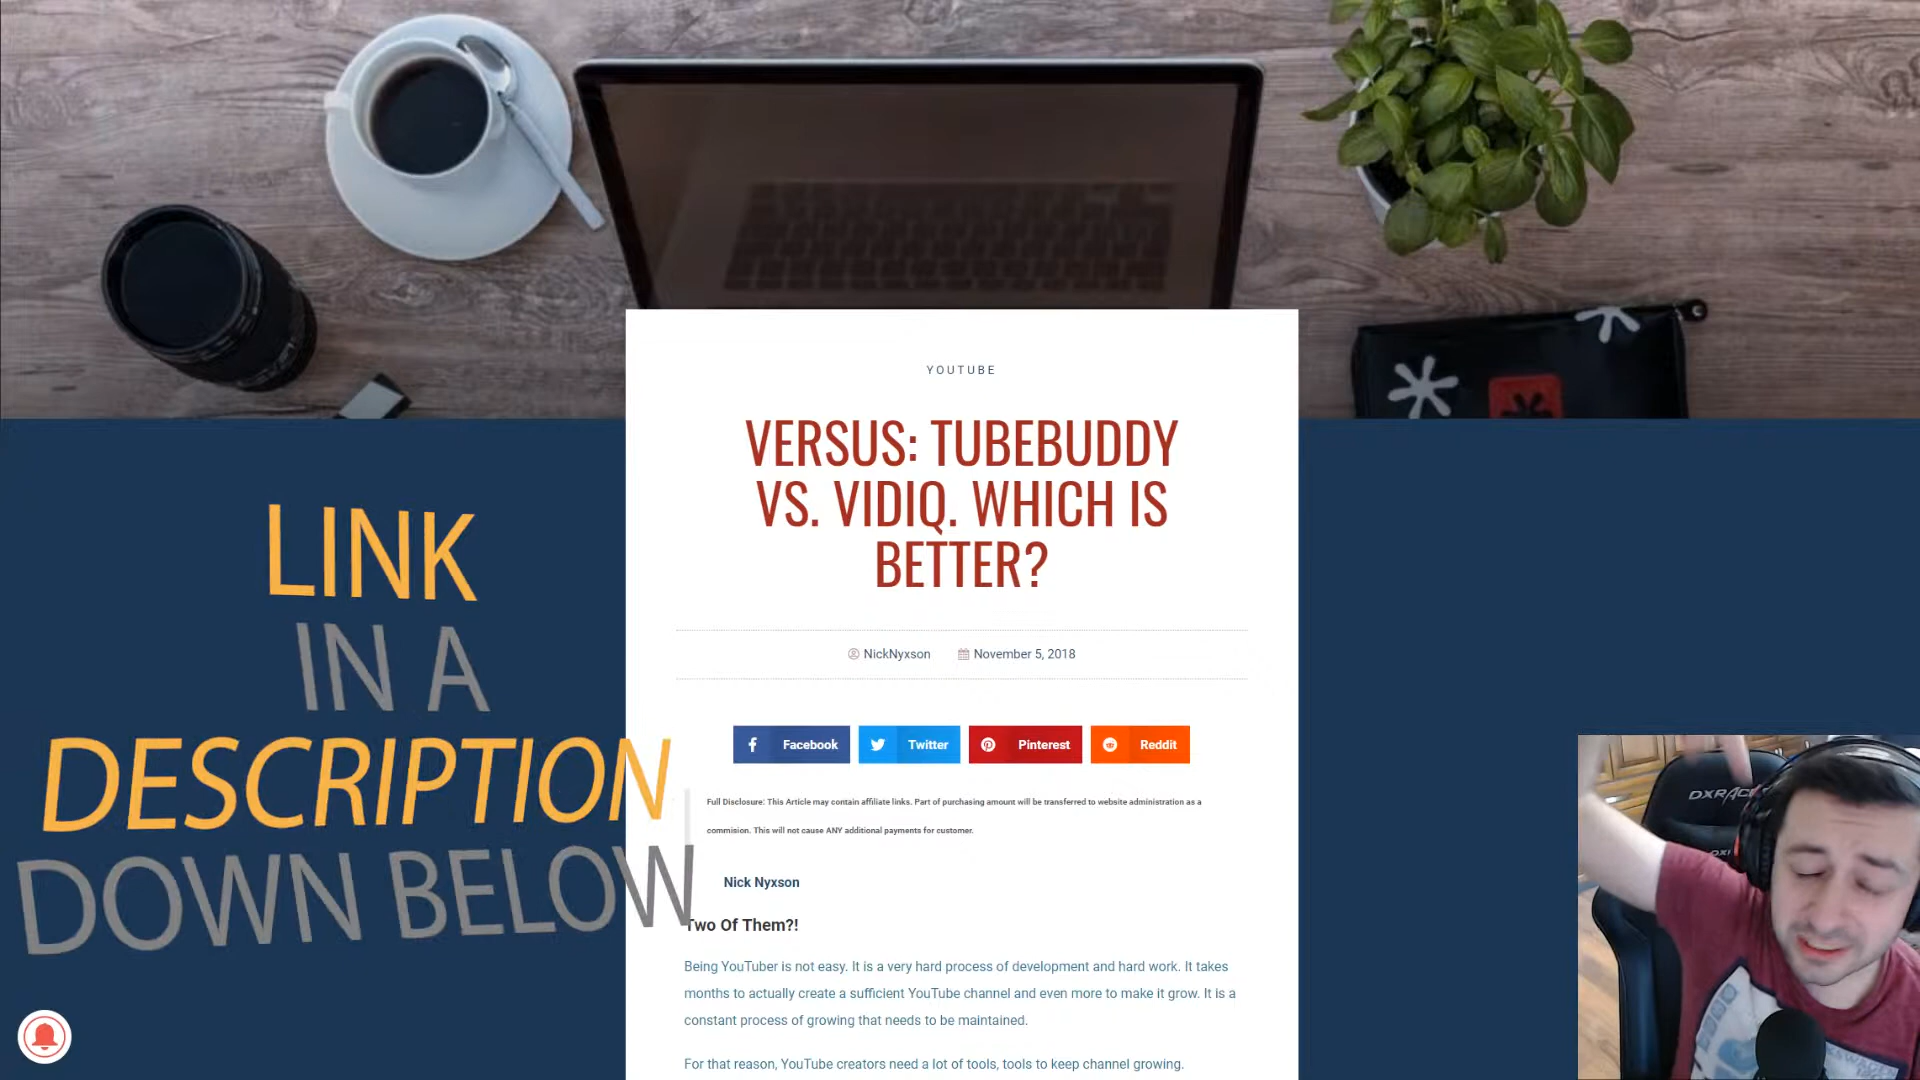 YOUTUBE
VERSUS: TUBEBUDDY
VS. VIDIQ. WHICH IS
BETTER?
NickNyxson
November 5, 2018
Facebook
Twitter
Pinterest
Reddit
Full Disclosure: This Article may contain affiliate links. Part of purchasing amount will be transferred to website administration as a
commision. This will not cause ANY additional payments for customer.
Nick Nyxson
Two Of Them?!
Being YouTuber is not easy. It is a very hard process of development and hard work. It takes
months to actually create a sufficient YouTube channel and even more to make it grow. It is a
constant process of growing that needs to be maintained.
For that reason, YouTube creators need a lot of tools, tools to keep channel growing.
LINK
IN A
DESCRIPTION
DOWN BELOW